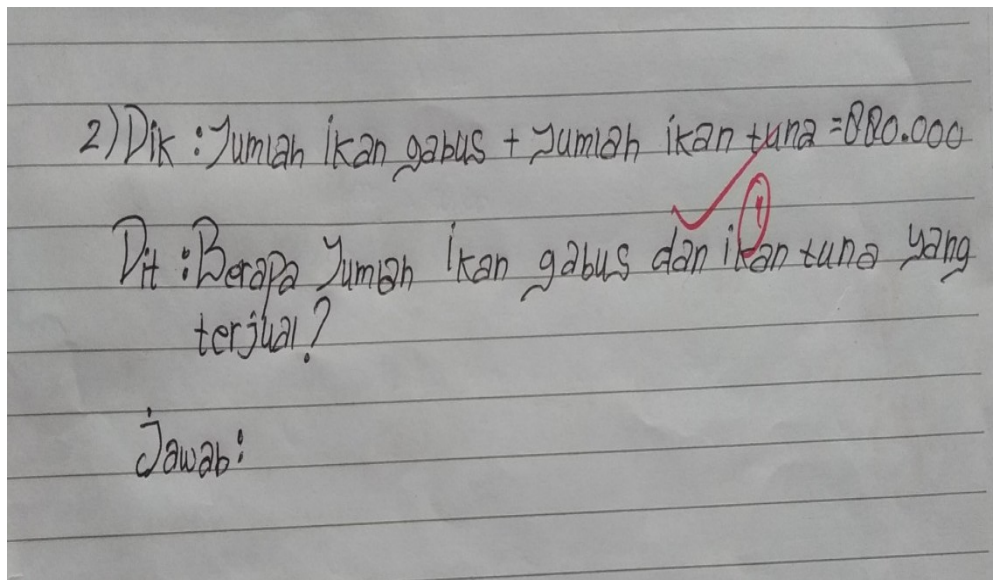 2) Dik : Jumlah ikan gabus + Jumlah ikan tuna = 880.000
Dit : Berapa Jumlah ikan gabus dan ikan tuna yang
terjual?
Jawab: